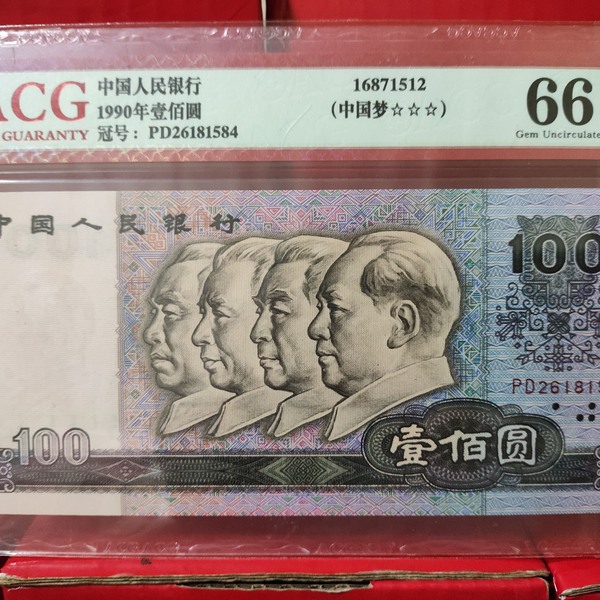 ACG
GUARANTY
中国人民银行
1990年壹佰圆
冠号： PD26181584
16871512
(中国梦☆☆☆)
66
Gem Uncirculate
中国人民银行
100
PD261815
100
壹佰圆